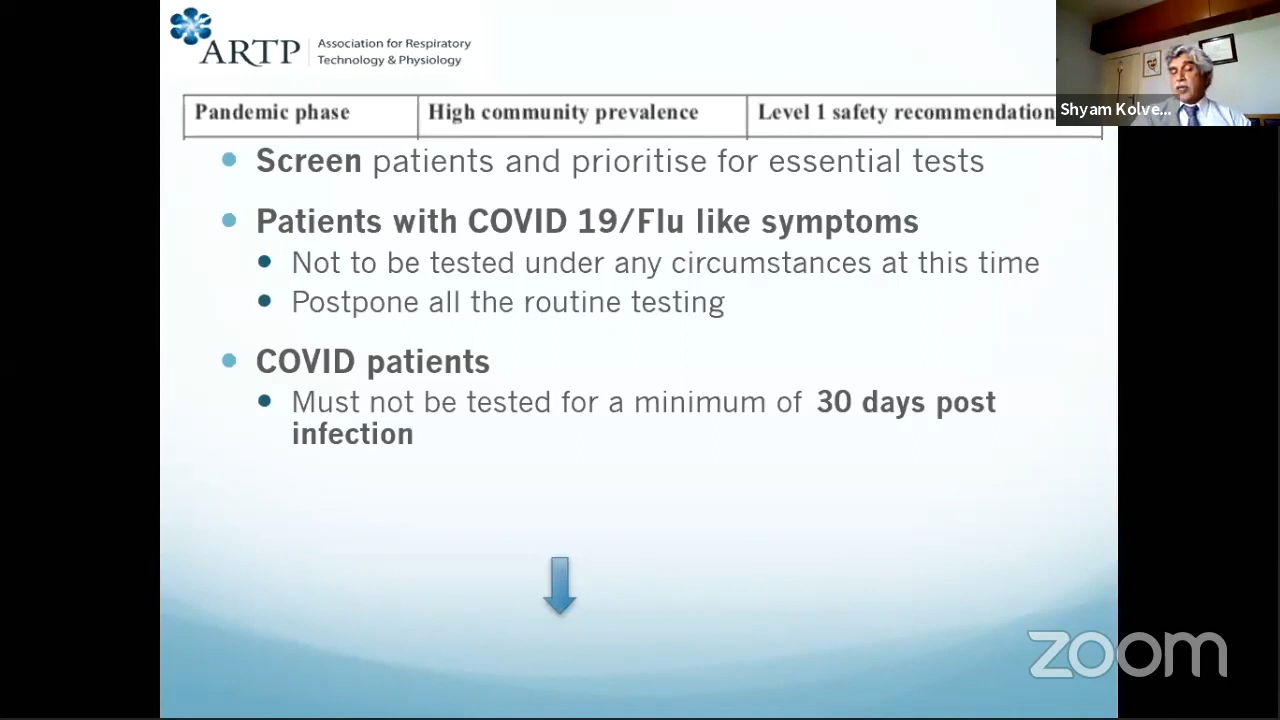 ARTP
Association for Respiratory
Technology & Physiology
Shyam Kolve...
Pandemic phase
High community prevalence
Level 1 safety recommendation
Screen patients and prioritise for essential tests
Patients with COVID 19/Flu like symptoms
Not to be tested under any circumstances at this time
Postpone all the routine testing
COVID patients
Must not be tested for a minimum of 30 days post
infection
zoom